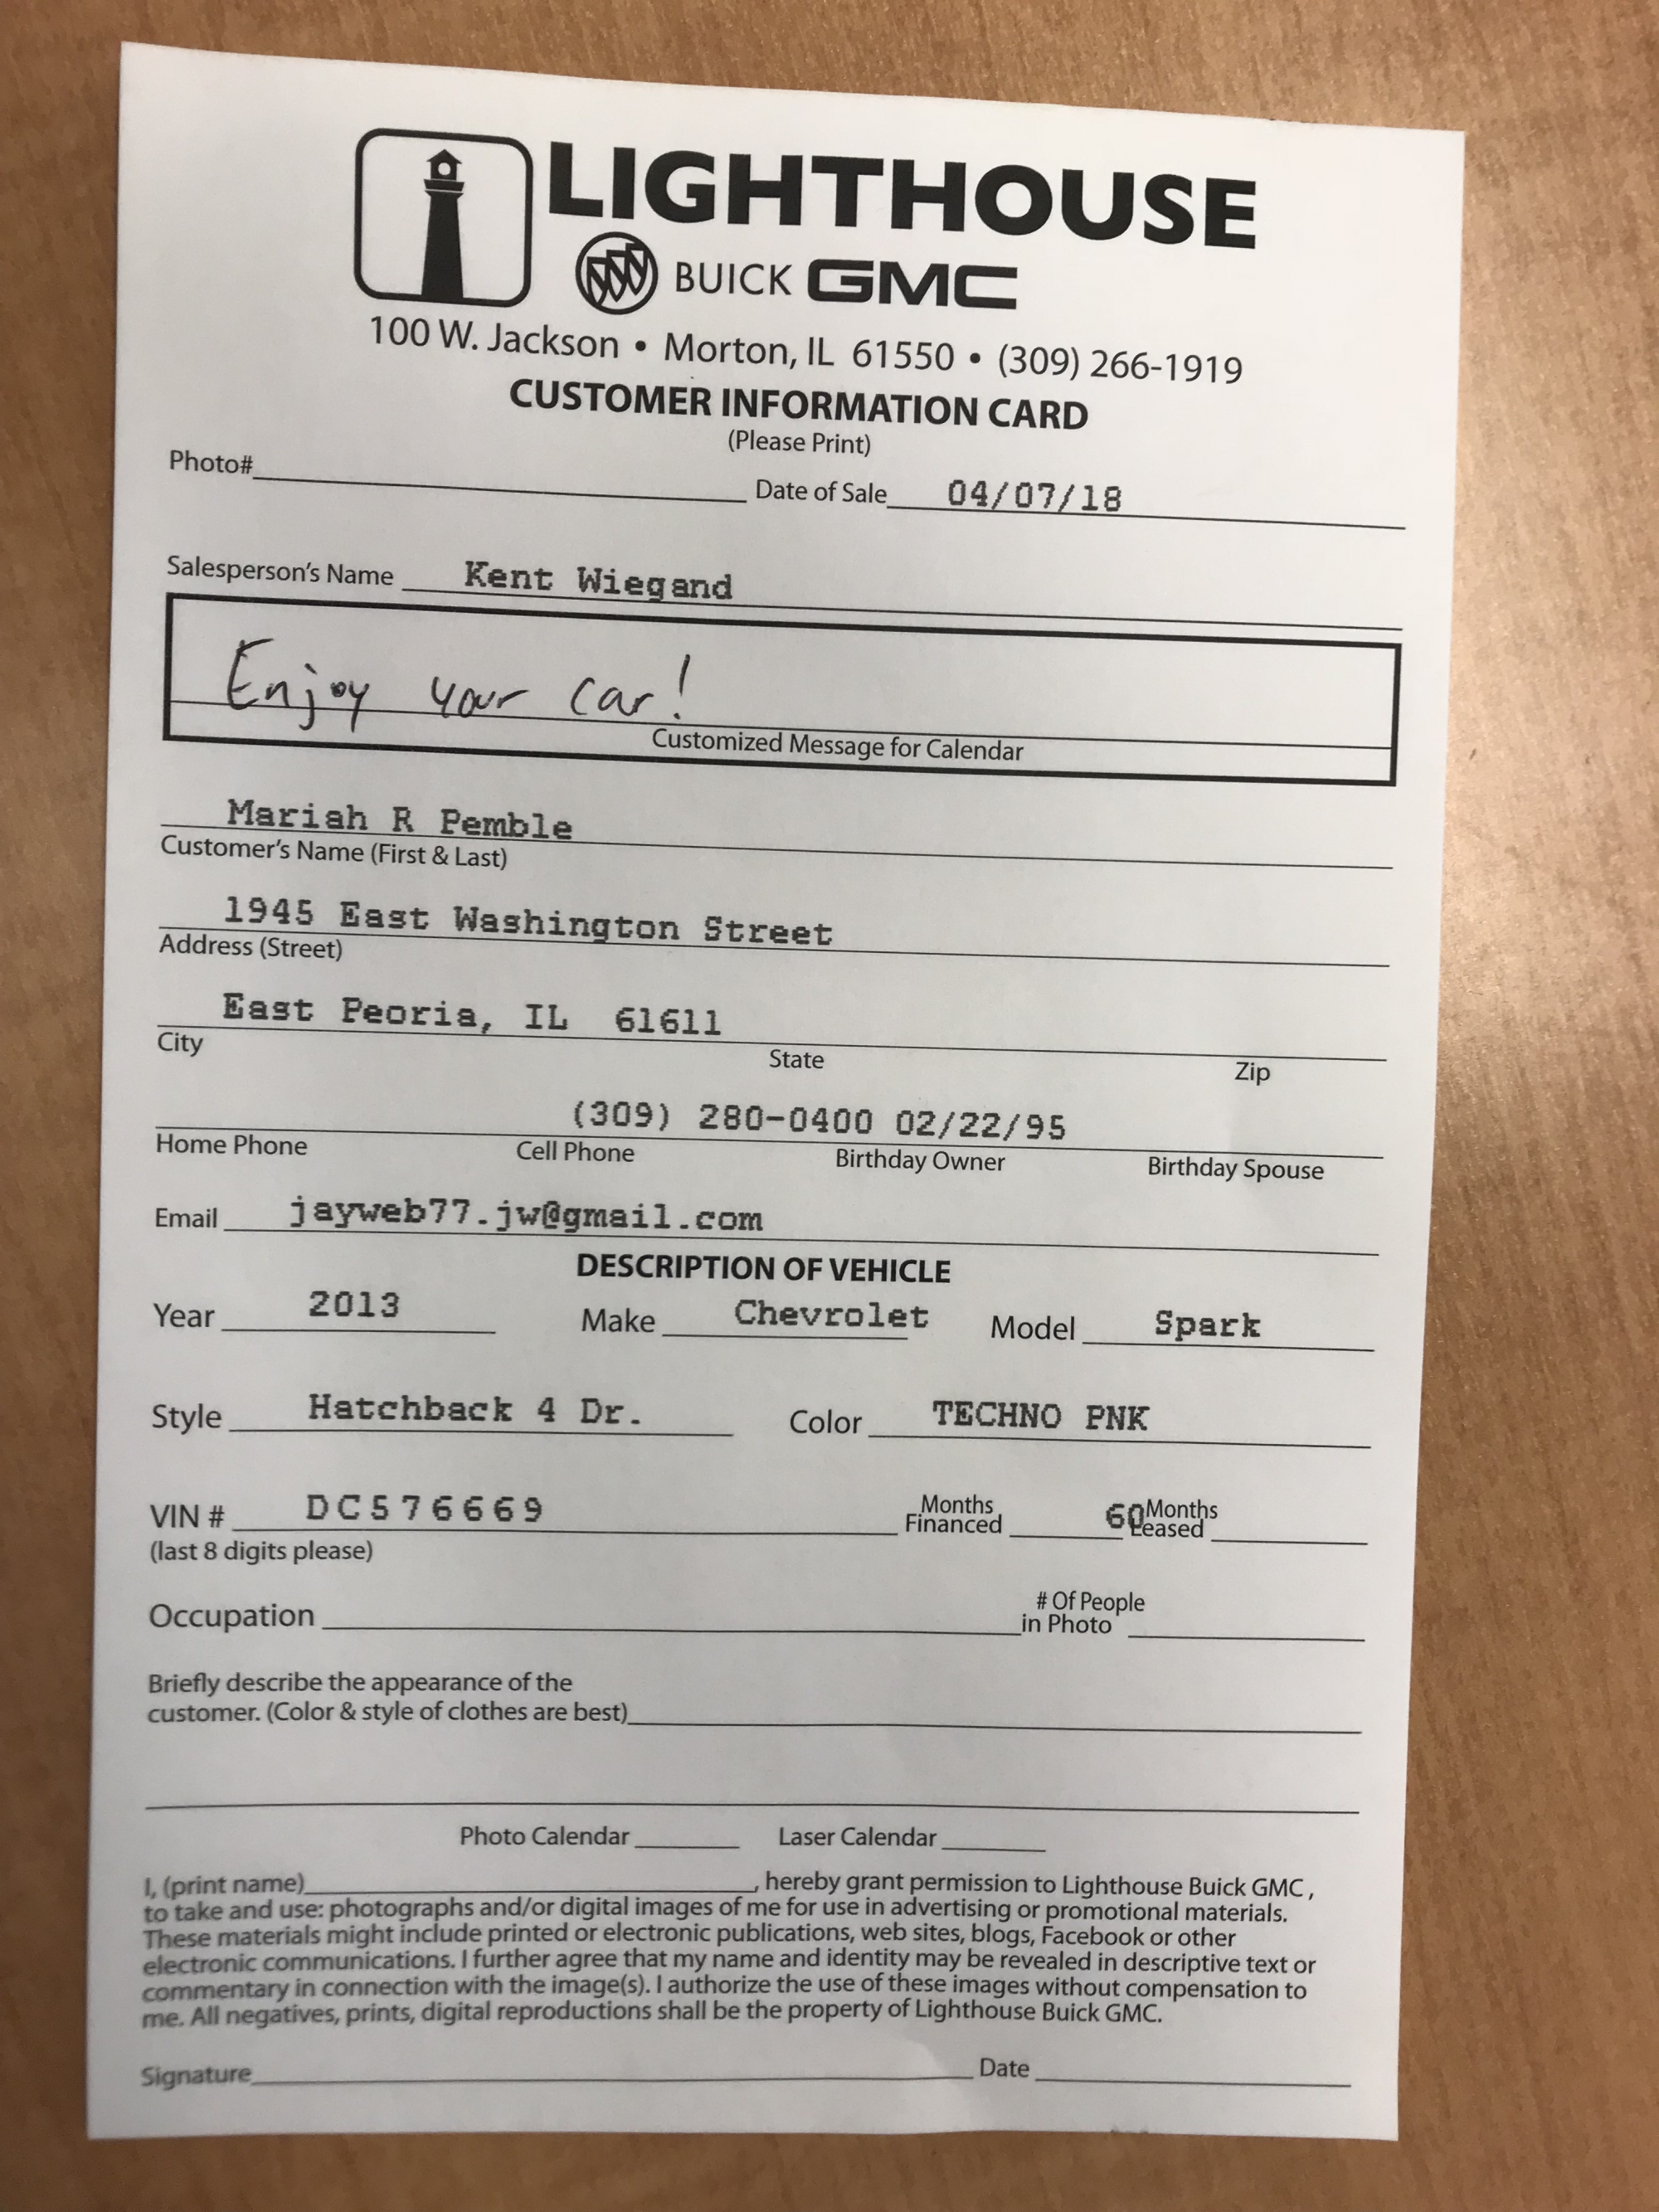 LIGHTHOUSE
BUICK GMC
100 W. Jackson • Morton, IL 61550 • (309) 266-1919
CUSTOMER INFORMATION CARD
(Please Print)
Photo# Date of Sale 04/07/18
Salesperson's Name Kent Wiegand
Enjoy your car!
Customized Message for Calendar
Mariah R Pemble
Customer's Name (First & Last)
1945 East Washington Street
Address (Street)
East Peoria, IL 61611
City State Zip
(309) 280-0400 02/22/95
Home Phone Cell Phone Birthday Owner Birthday Spouse
Email jayweb77.jw@gmail.com
DESCRIPTION OF VEHICLE
Year 2013 Make Chevrolet Model Spark
Style Hatchback 4 Dr. Color TECHNO PNK
VIN # DC576669 Months Financed 60 Months Leased
(last 8 digits please)
Occupation # Of People in Photo
Briefly describe the appearance of the
customer. (Color & style of clothes are best)
Photo Calendar Laser Calendar
I, (print name) , hereby grant permission to Lighthouse Buick GMC,
to take and use: photographs and/or digital images of me for use in advertising or promotional materials.
These materials might include printed or electronic publications, web sites, blogs, Facebook or other
electronic communications. I further agree that my name and identity may be revealed in descriptive text or
commentary in connection with the image(s). I authorize the use of these images without compensation to
me. All negatives, prints, digital reproductions shall be the property of Lighthouse Buick GMC.
Signature Date